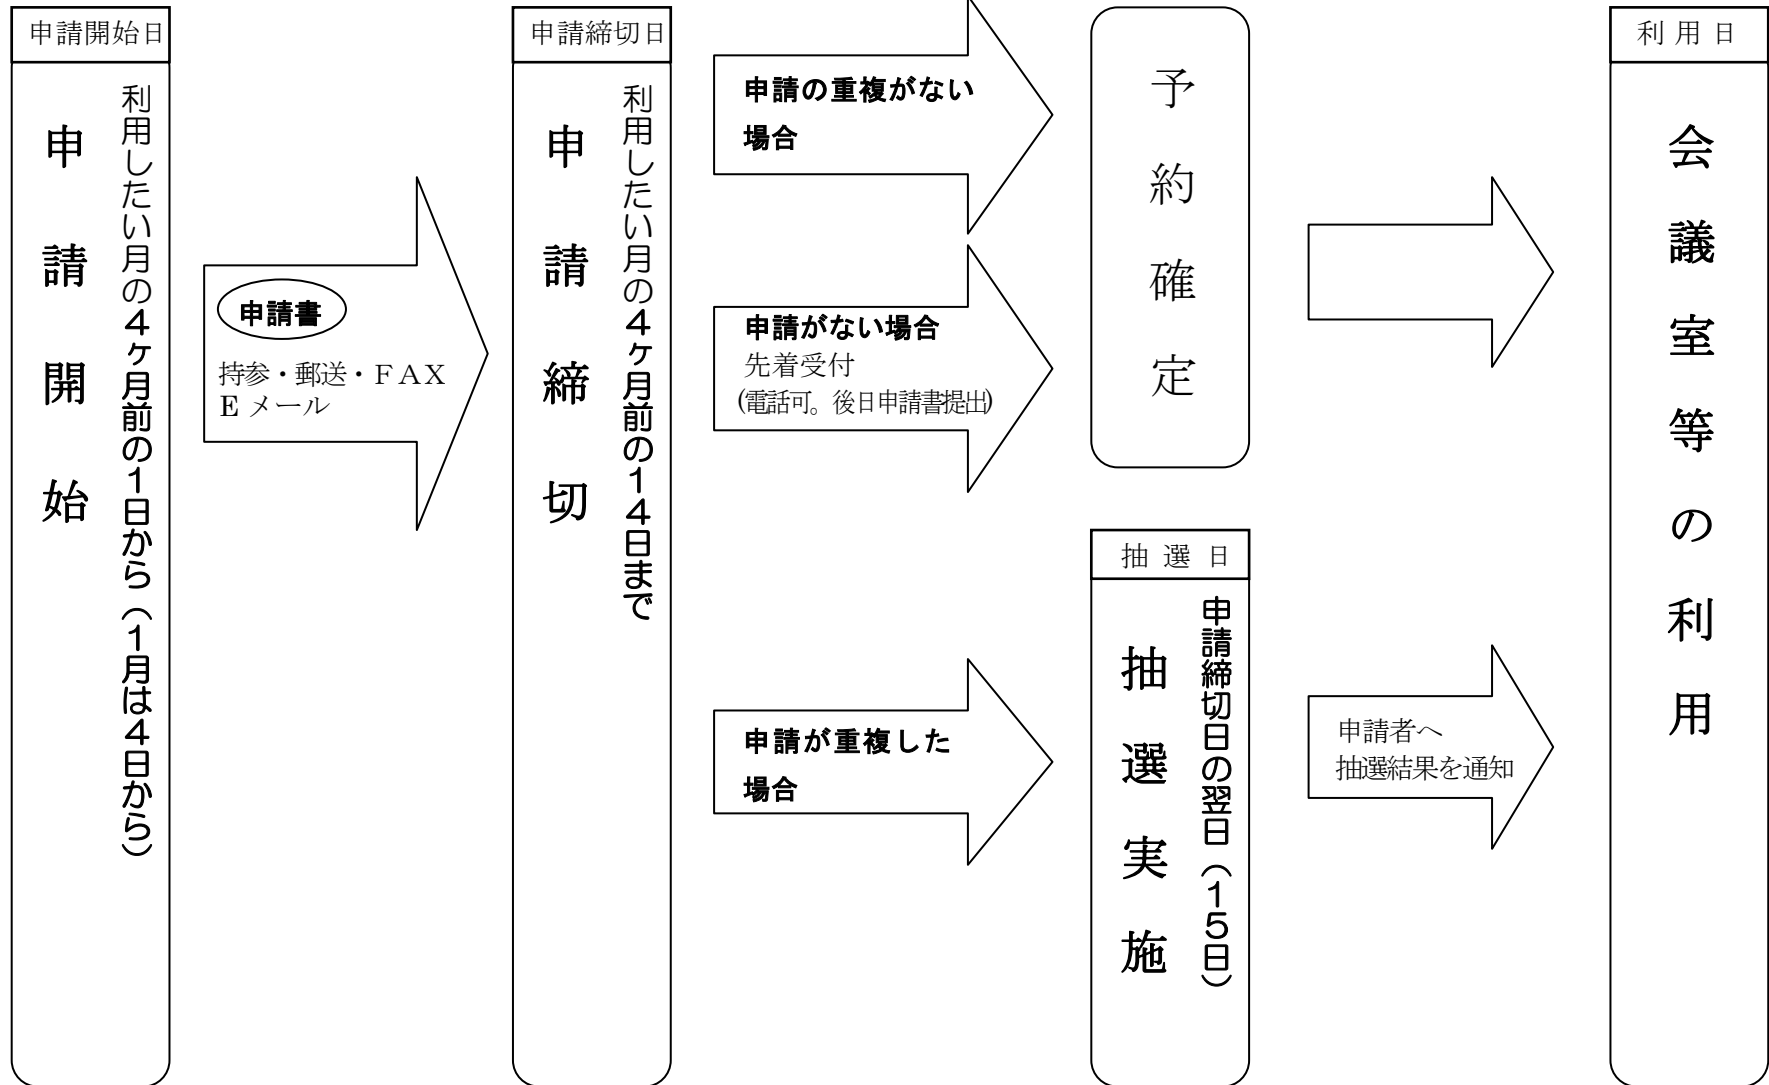 申請開始日
利用したい月の４ヶ月前の１日から（１月は４日から）
申請開始
申請書
持参・郵送・ＦＡＸ
E メール
申請締切日
利用したい月の４ヶ月前の１４日まで
申請締切
申請の重複がない
場合
申請がない場合
先着受付
(電話可。後日申請書提出)
申請が重複した
場合
予約確定
抽選日
申請締切日の翌日（１５日）
抽選実施
申請者へ
抽選結果を通知
利用日
会議室等の利用